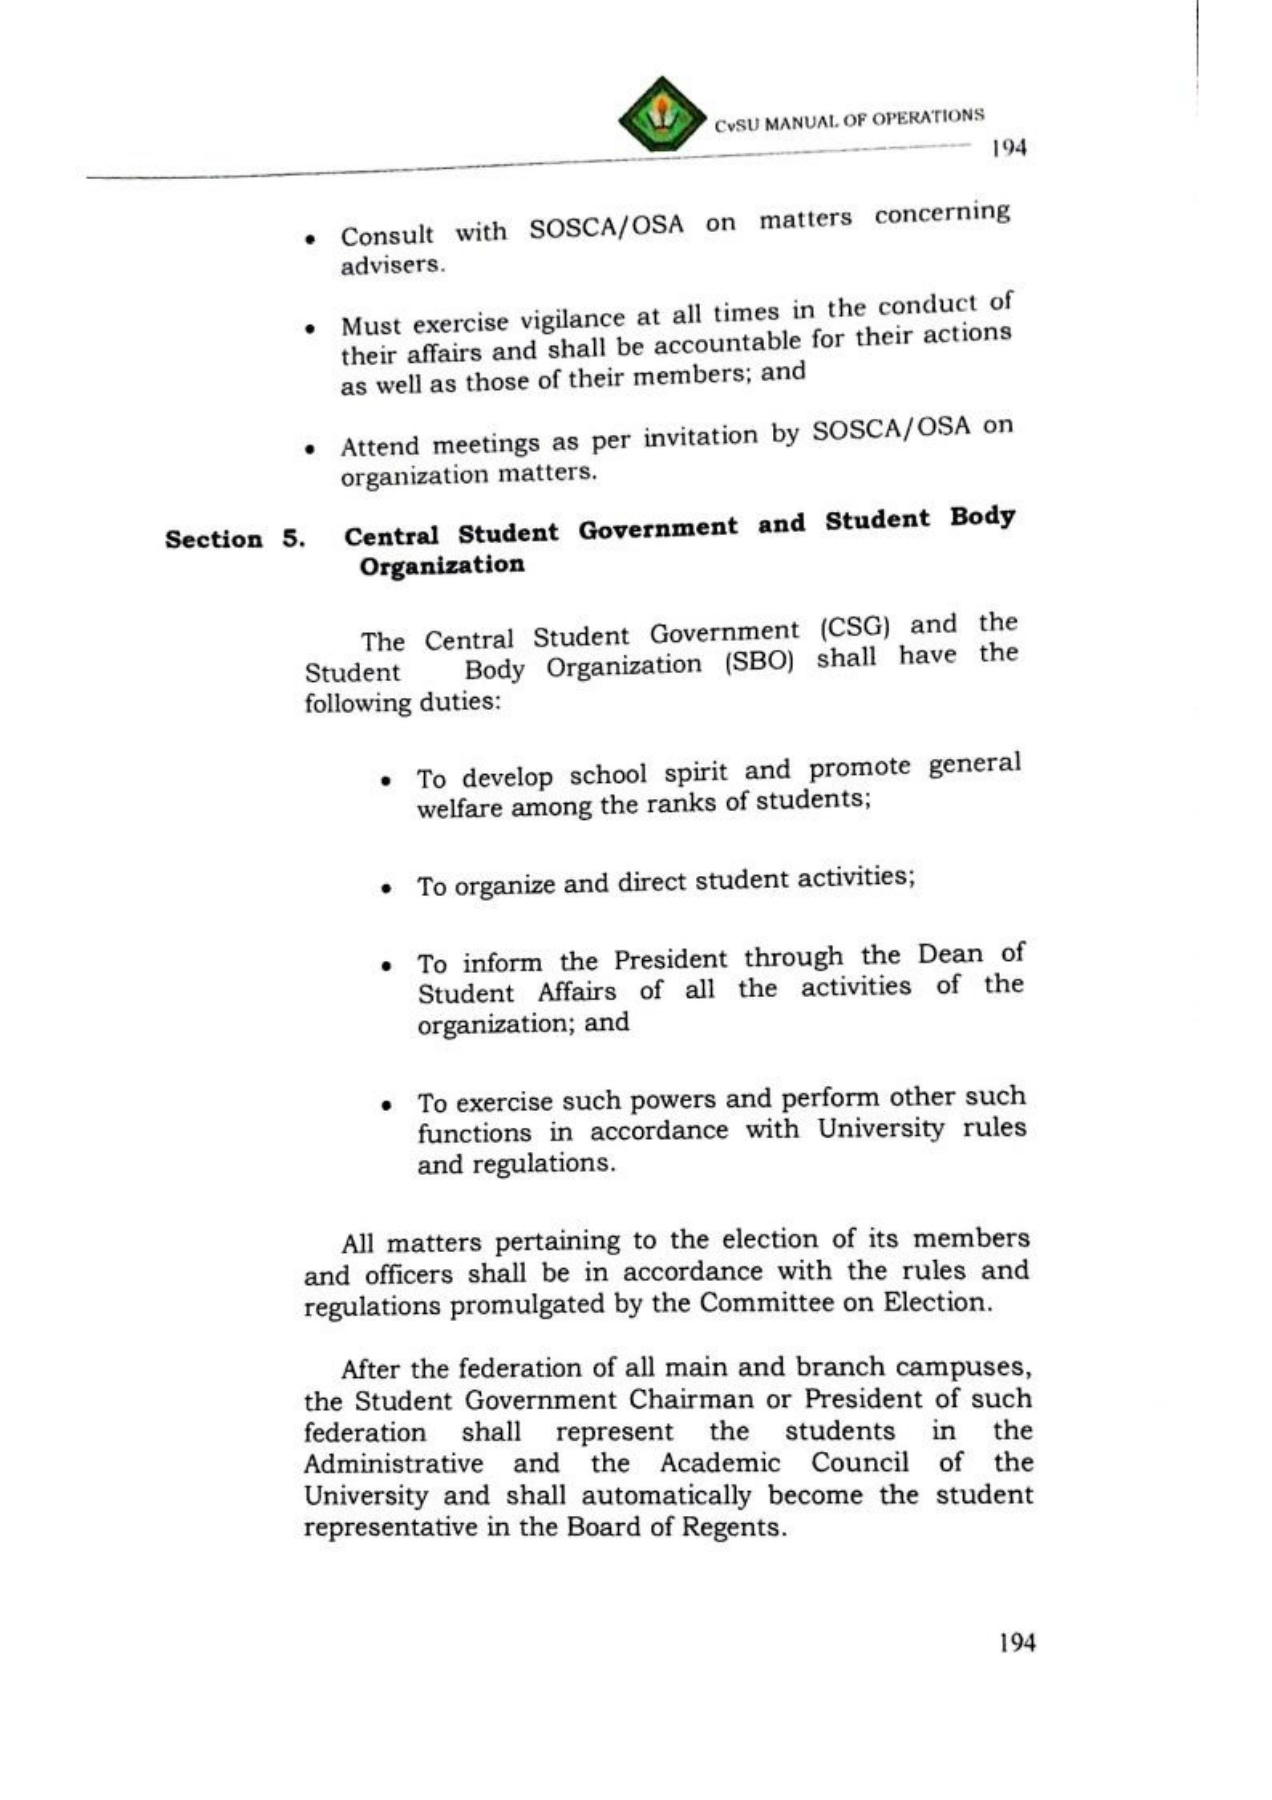 CvSU MANUAL OF OPERATIONS
194
• Consult with SOSCA/OSA on matters concerning
advisers.
• Must exercise vigilance at all times in the conduct of
their affairs and shall be accountable for their actions
as well as those of their members; and
• Attend meetings as per invitation by SOSCA/OSA on
organization matters.
Section 5. Central Student Government and Student Body
Organization
The Central Student Government (CSG) and the
Student Body Organization (SBO) shall have the
following duties:
• To develop school spirit and promote general
welfare among the ranks of students;
• To organize and direct student activities;
• To inform the President through the Dean of
Student Affairs of all the activities of the
organization; and
• To exercise such powers and perform other such
functions in accordance with University rules
and regulations.
All matters pertaining to the election of its members
and officers shall be in accordance with the rules and
regulations promulgated by the Committee on Election.
After the federation of all main and branch campuses,
the Student Government Chairman or President of such
federation shall represent the students in the
Administrative and the Academic Council of the
University and shall automatically become the student
representative in the Board of Regents.
194